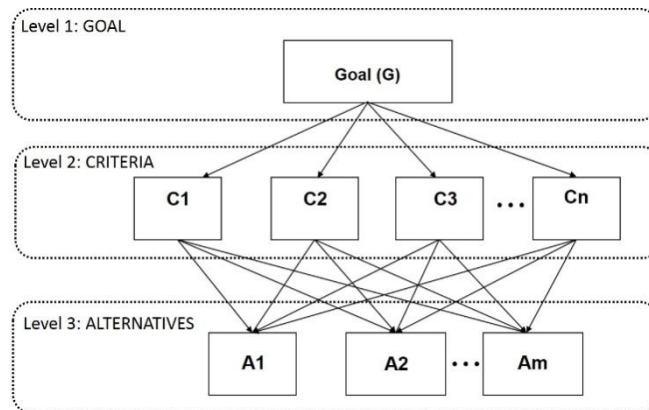 Level 1: GOAL
Goal (G)
Level 2: CRITERIA
C1 C2 C3 ... Cn
Level 3: ALTERNATIVES
A1 A2 ... Am